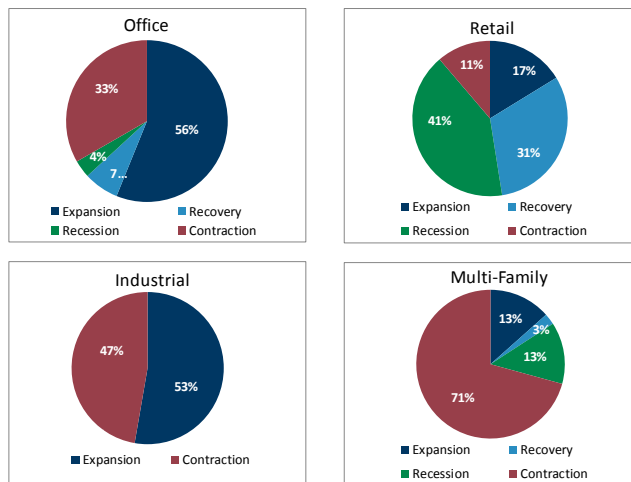 Office
33%
56%
4%
7...
Expansion Recovery
Recession Contraction
Retail
11% 17%
41%
31%
Expansion Recovery
Recession Contraction
Industrial
47%
53%
Expansion Contraction
Multi-Family
13%
3%
13%
71%
Expansion Recovery
Recession Contraction